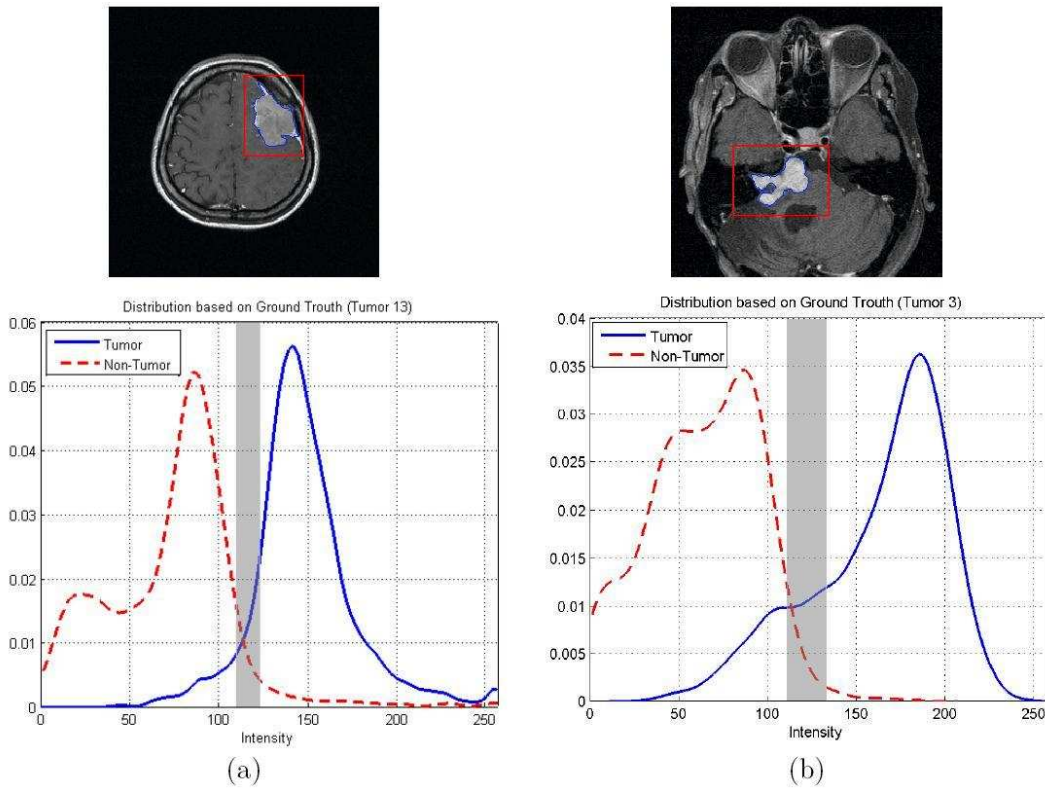 Distribution based on Ground Trouth (Tumor 13)
0.06
0.05
0.04
0.03
0.02
0.01
0
Tumor
Non-Tumor
0 50 100 150 200 250
Intensity
(a)
Distribution based on Ground Trouth (Tumor 3)
0.04
0.035
0.03
0.025
0.02
0.015
0.01
0.005
0
Tumor
Non-Tumor
0 50 100 150 200 250
Intensity
(b)